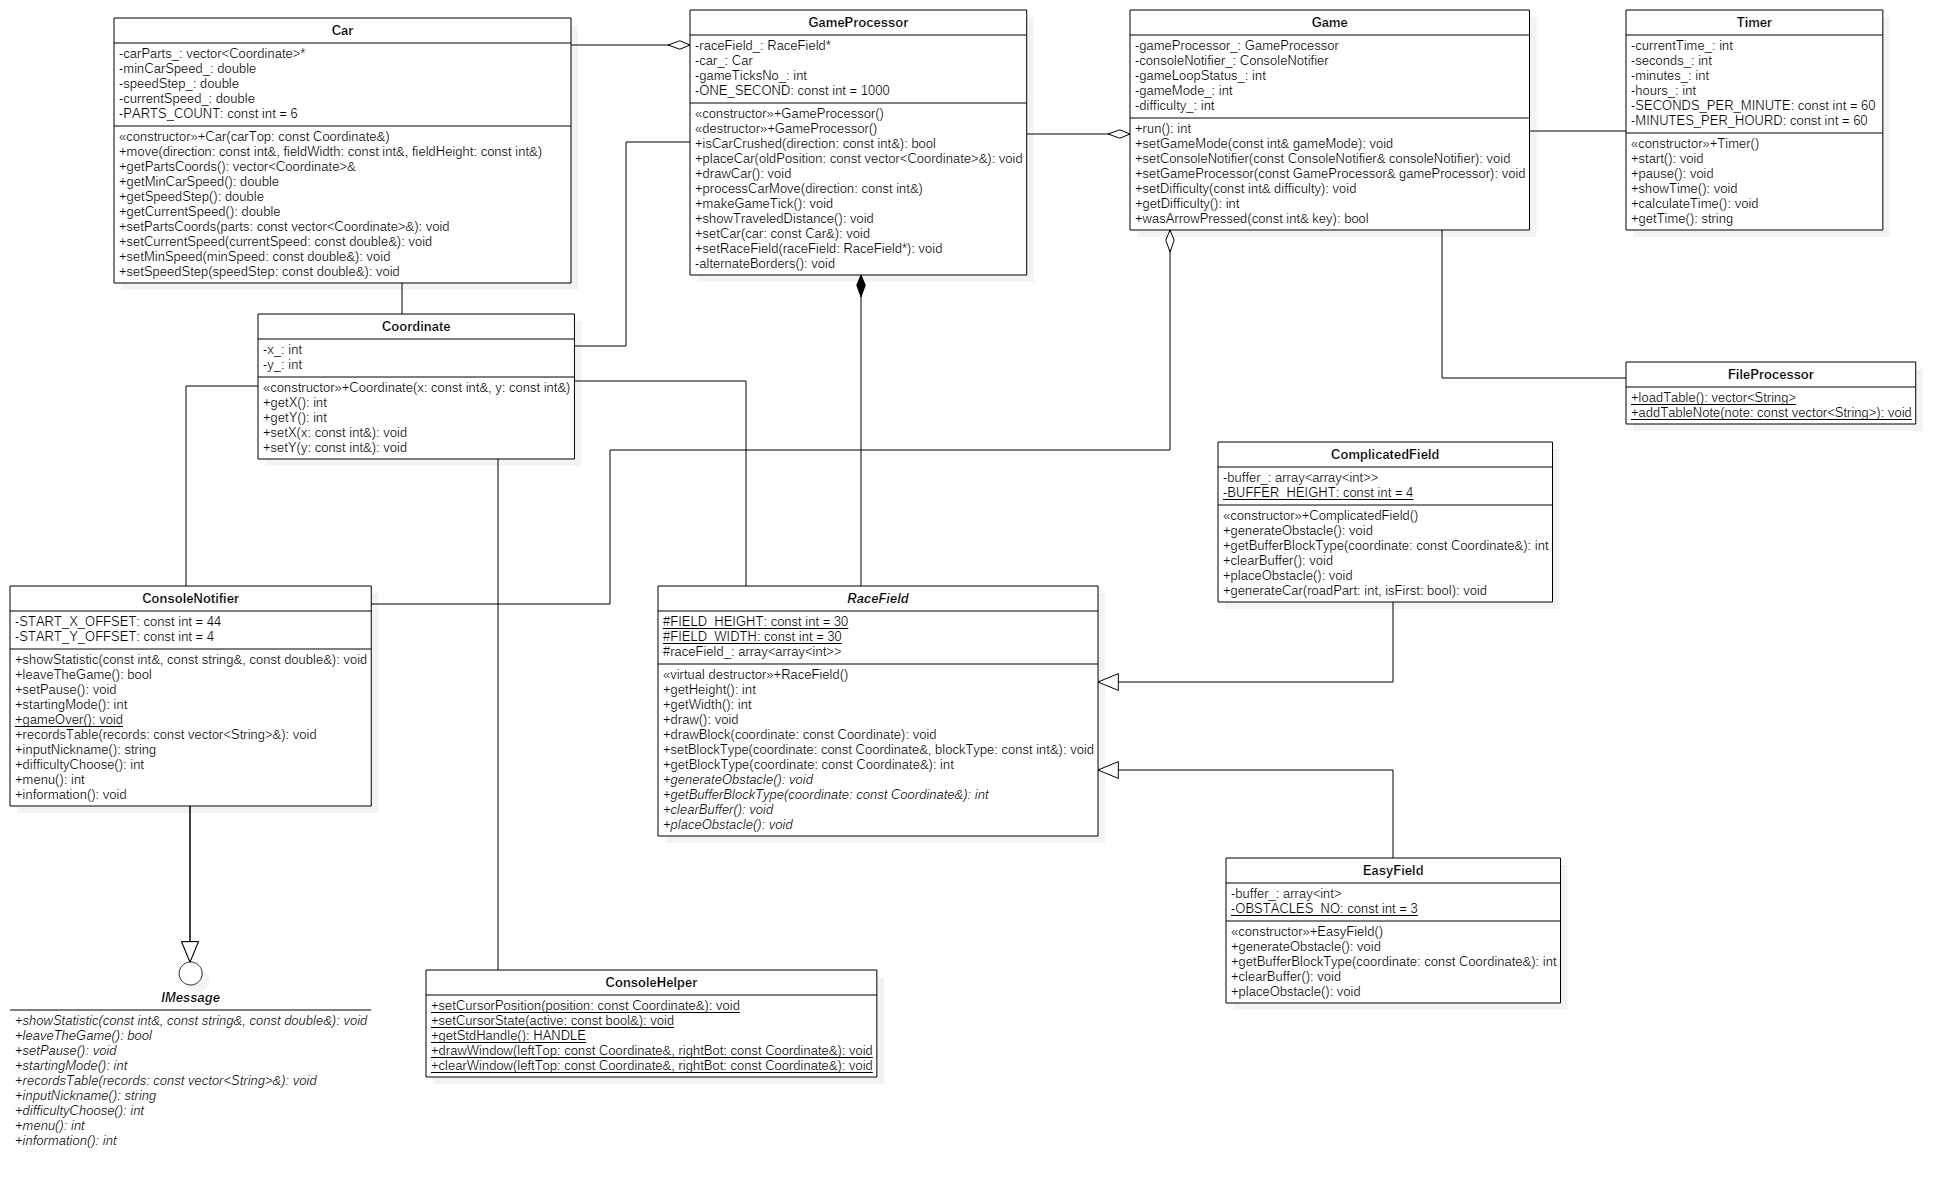 Car
-carParts_: vector<Coordinate>*
-minCarSpeed_: double
-speedStep_: double
-currentSpeed_: double
-PARTS_COUNT: const int = 6
«constructor»+Car(carTop: const Coordinate&)
+move(direction: const int&, fieldWidth: const int&, fieldHeight: const int&)
+getPartsCoords(): vector<Coordinate>&
+getMinCarSpeed(): double
+getSpeedStep(): double
+getCurrentSpeed(): double
+setPartsCoords(parts: const vector<Coordinate>&): void
+setCurrentSpeed(currentSpeed: const double&): void
+setMinSpeed(minSpeed: const double&): void
+setSpeedStep(speedStep: const double&): void
GameProcessor
-raceField_: RaceField*
-car_: Car
-gameTicksNo_: int
-ONE_SECOND: const int = 1000
«constructor»+GameProcessor()
«destructor»+GameProcessor()
+isCarCrushed(direction: const int&): bool
+placeCar(oldPosition: const vector<Coordinate>&): void
+drawCar(): void
+processCarMove(direction: const int&)
+makeGameTick(): void
+showTraveledDistance(): void
+setCar(car: const Car&): void
+setRaceField(raceField: RaceField*): void
-alternateBorders(): void
Game
-gameProcessor_: GameProcessor
-consoleNotifier_: ConsoleNotifier
-gameLoopStatus_: int
-gameMode_: int
-difficulty_: int
+run(): int
+setGameMode(const int& gameMode): void
+setConsoleNotifier(const ConsoleNotifier& consoleNotifier): void
+setGameProcessor(const GameProcessor& gameProcessor): void
+setDifficulty(const int& difficulty): void
+getDifficulty(): int
+wasArrowPressed(const int& key): bool
Timer
-currentTime_: int
-seconds_: int
-minutes_: int
-hours_: int
-SECONDS_PER_MINUTE: const int = 60
-MINUTES_PER_HOURD: const int = 60
«constructor»+Timer()
+start(): void
+pause(): void
+showTime(): void
+calculateTime(): void
+getTime(): string
Coordinate
-x_: int
-y_: int
«constructor»+Coordinate(x: const int&, y: const int&)
+getX(): int
+getY(): int
+setX(x: const int&): void
+setY(y: const int&): void
FileProcessor
+loadTable(): vector<String>
+addTableNote(note: const vector<String>): void
ComplicatedField
-buffer_: array<array<int>>
-BUFFER_HEIGHT: const int = 4
«constructor»+ComplicatedField()
+generateObstacle(): void
+getBufferBlockType(coordinate: const Coordinate&): int
+clearBuffer(): void
+placeObstacle(): void
+generateCar(roadPart: int, isFirst: bool): void
ConsoleNotifier
-START_X_OFFSET: const int = 44
-START_Y_OFFSET: const int = 4
+showStatistic(const int&, const string&, const double&): void
+leaveTheGame(): bool
+setPause(): void
+startingMode(): int
+gameOver(): void
+recordsTable(records: const vector<String>&): void
+inputNickname(): string
+difficultyChoose(): int
+menu(): int
+information(): void
RaceField
#FIELD_HEIGHT: const int = 30
#FIELD_WIDTH: const int = 30
#raceField_: array<array<int>>
«virtual destructor»+RaceField()
+getHeight(): int
+getWidth(): int
+draw(): void
+drawBlock(coordinate: const Coordinate): void
+setBlockType(coordinate: const Coordinate&, blockType: const int&): void
+getBlockType(coordinate: const Coordinate&): int
+generateObstacle(): void
+getBufferBlockType(coordinate: const Coordinate&): int
+clearBuffer(): void
+placeObstacle(): void
EasyField
-buffer_: array<int>
-OBSTACLES_NO: const int = 3
«constructor»+EasyField()
+generateObstacle(): void
+getBufferBlockType(coordinate: const Coordinate&): int
+clearBuffer(): void
+placeObstacle(): void
IMessage
+showStatistic(const int&, const string&, const double&): void
+leaveTheGame(): bool
+setPause(): void
+startingMode(): int
+recordsTable(records: const vector<String>&): void
+inputNickname(): string
+difficultyChoose(): int
+menu(): int
+information(): int
ConsoleHelper
+setCursorPosition(position: const Coordinate&): void
+setCursorState(active: const bool&): void
+getStdHandle(): HANDLE
+drawWindow(leftTop: const Coordinate&, rightBot: const Coordinate&): void
+clearWindow(leftTop: const Coordinate&, rightBot: const Coordinate&): void